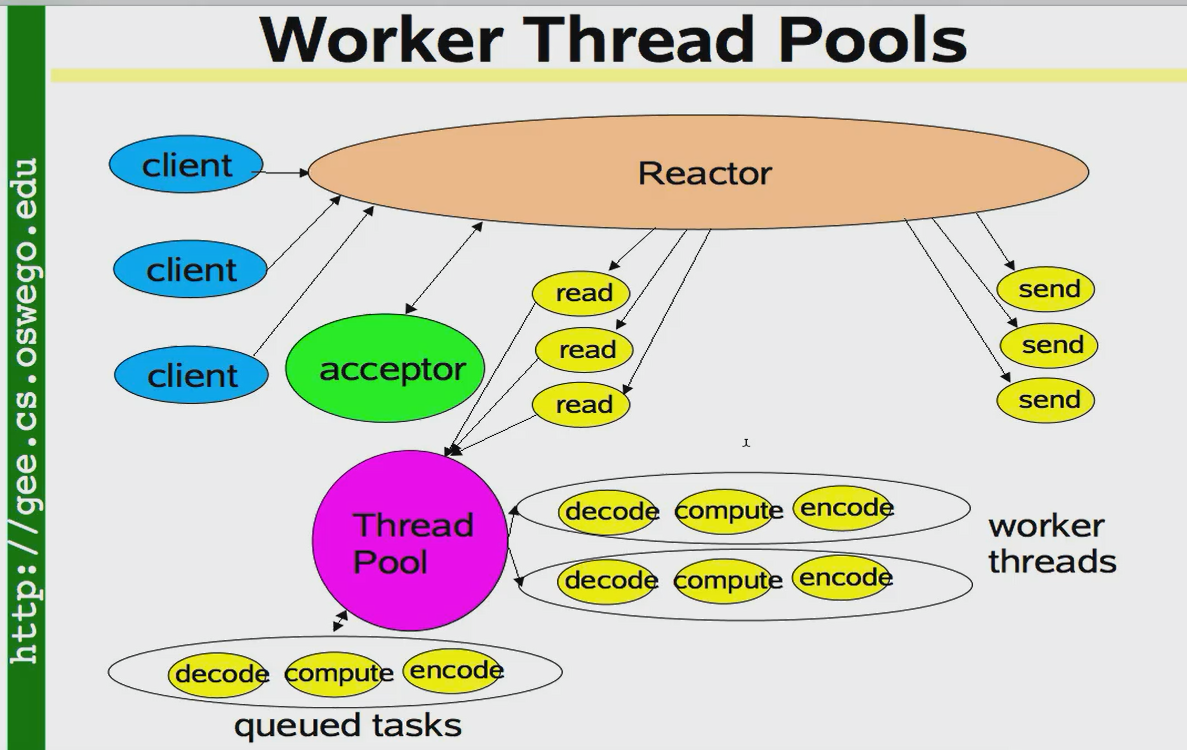 Worker Thread Pools
http://gee.cs.oswego.edu
client
Reactor
client
client
acceptor
read
read
read
send
send
send
Thread
Pool
decode compute encode
decode compute encode
worker
threads
decode compute encode
queued tasks